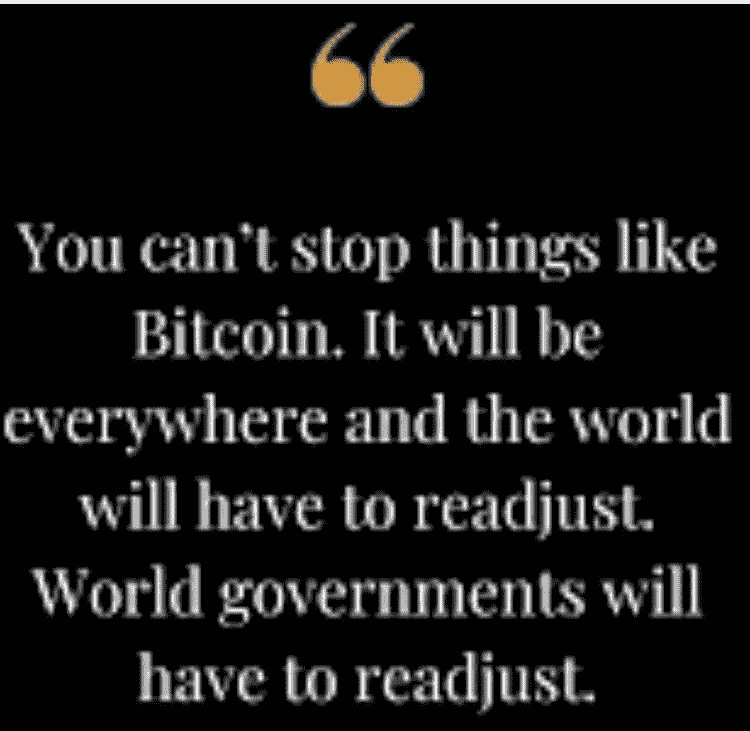 “
You can’t stop things like
Bitcoin. It will be
everywhere and the world
will have to readjust.
World governments will
have to readjust.